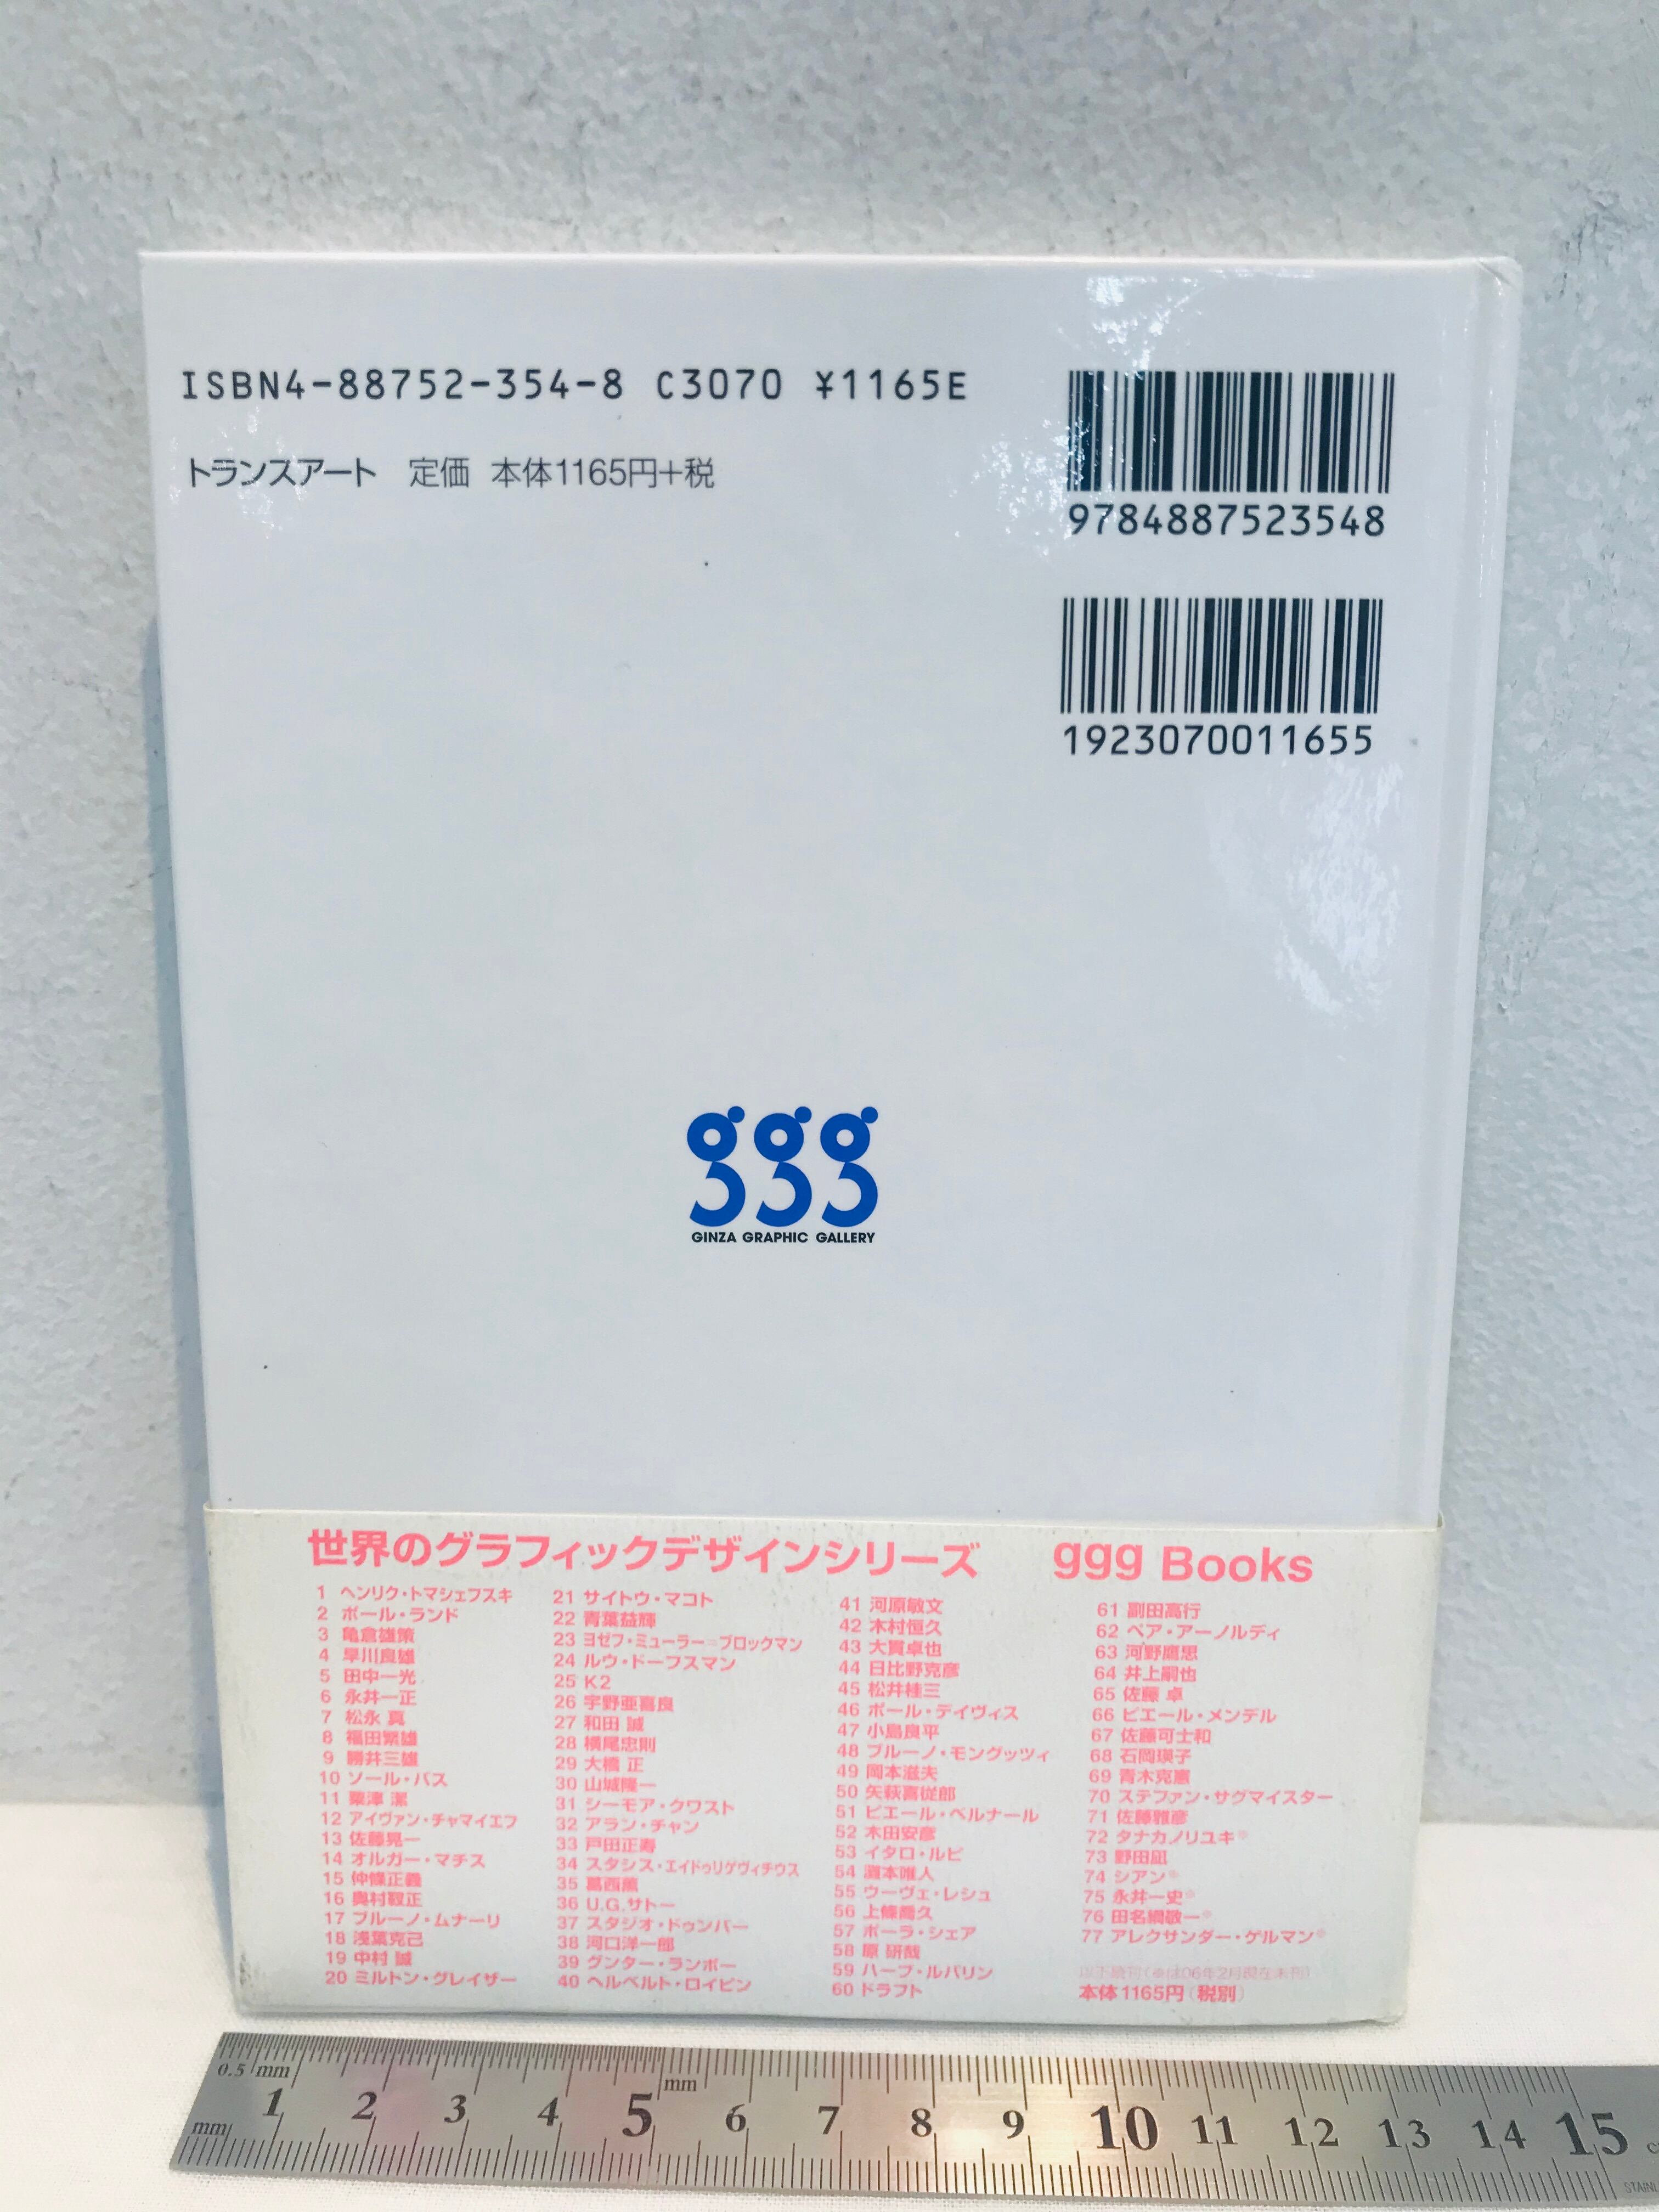 ISBN4-88752-354-8 C3070 ¥1165E
トランスアート 定価 本体1165円+税
9784887523548
1923070011655
ggg
GINZA GRAPHIC GALLERY
世界のグラフィックデザインシリーズ ggg Books
1 ヘンリク・トマシェフスキ
2 ポール・ランド
3 亀倉雄策
4 早川良雄
5 田中一光
6 永井一正
7 松永 真
8 福田繁雄
9 勝井三雄
10 ソール・バス
11 粟津 潔
12 アイヴァン・チャマイエフ
13 佐藤晃一
14 オルガー・マチス
15 仲條正義
16 奥村靫正
17 ブルーノ・ムナーリ
18 浅葉克己
19 中村 誠
20 ミルトン・グレイザー
21 サイトウ・マコト
22 青葉益輝
23 ヨゼフ・ミューラー=ブロックマン
24 ルウ・ドーフスマン
25 K2
26 宇野亜喜良
27 和田 誠
28 横尾忠則
29 大橋 正
30 山城隆一
31 シーモア・クワスト
32 アラン・チャン
33 戸田正寿
34 スタシス・エイドゥリゲヴィチウス
35 葛西薫
36 U.G.サトー
37 スタジオ・ドゥンバー
38 河口洋一郎
39 グンター・ランボー
40 ヘルベルト・ロイピン
41 河原敏文
42 木村恒久
43 大貫卓也
44 日比野克彦
45 松井桂三
46 ポール・デイヴィス
47 小島良平
48 ブルーノ・モングッツィ
49 岡本滋夫
50 矢萩喜従郎
51 ピエール・ベルナール
52 木田安彦
53 イタロ・ルピ
54 灘本唯人
55 ウーヴェ・レシュ
56 上條喬久
57 ポーラ・シェア
58 原 研哉
59 ハーブ・ルバリン
60 ドラフト
61 副田高行
62 ペア・アーノルディ
63 河野鷹思
64 井上嗣也
65 佐藤 卓
66 ピエール・メンデル
67 佐藤可士和
68 石岡瑛子
69 青木克憲
70 ステファン・サグマイスター
71 佐藤雅彦
72 タナカノリユキ※
73 野田凪
74 シアン※
75 永井一史※
76 田名網敬一※
77 アレクサンダー・ゲルマン※
以下続刊(※は06年2月現在未刊)
本体1165円(税別)
0.5 mm
mm
1 2 3 4 5 6 7 8 9 10 11 12 13 14 15
mm